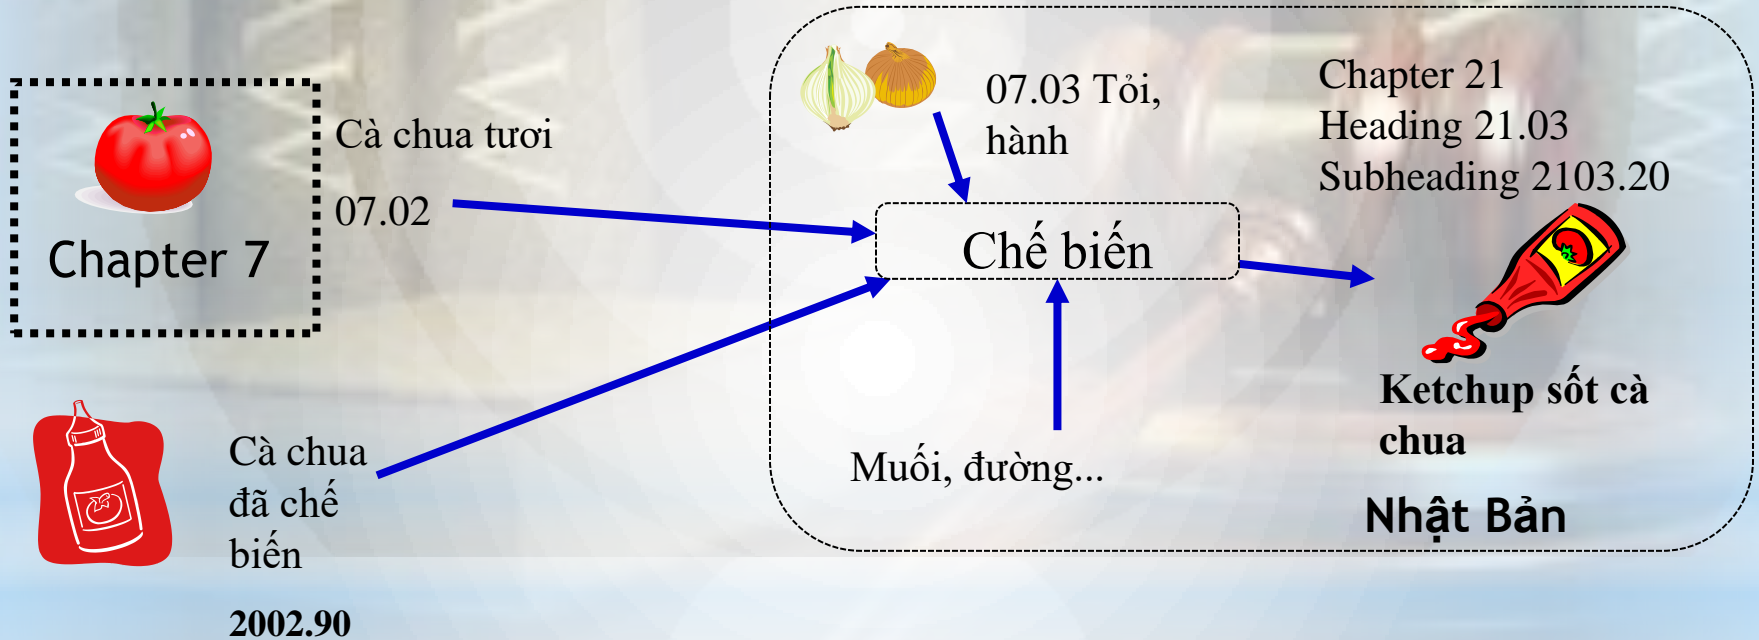 Chapter 7
Cà chua tươi
07.02
Cà chua
đã chế
biến
2002.90
07.03 Tỏi,
hành
Chế biến
Muối, đường...
Chapter 21
Heading 21.03
Subheading 2103.20
Ketchup sốt cà
chua
Nhật Bản